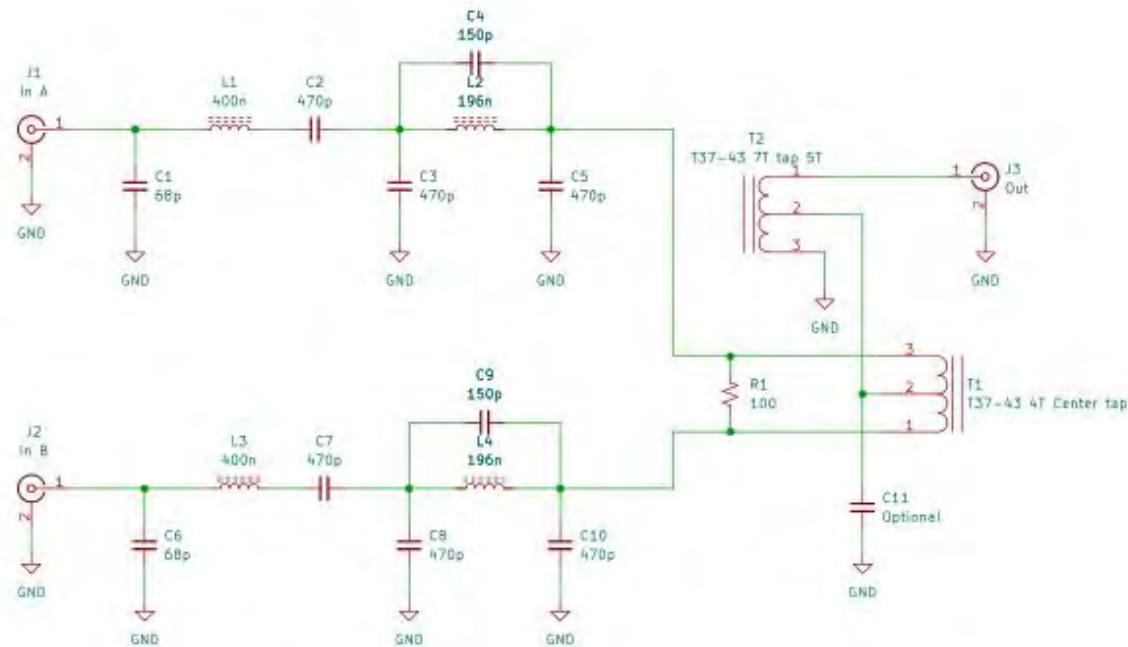 C4
150p
J1
In A
L1
400n
C2
470p
L2
196n
1
2
C1
68p
C3
470p
C5
470p
GND
GND
GND
GND
T2
T37-43 7T tap 5T
1
2
3
1
J3
Out
2
GND
GND
C9
150p
3
2
1
R1
100
T1
T37-43 4T Center tap
J2
In B
L3
400n
C7
470p
L4
196n
1
2
C6
68p
C8
470p
C10
470p
C11
Optional
GND
GND
GND
GND
GND